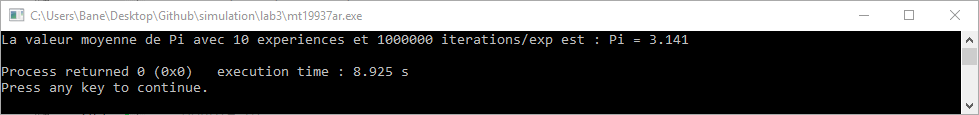 C:\Users\Bane\Desktop\Github\simulation\lab3\mt19937ar.exe
La valeur moyenne de Pi avec 10 experiences et 1000000 iterations/exp est : Pi = 3.141
Process returned 0 (0x0)   execution time : 8.925 s
Press any key to continue.